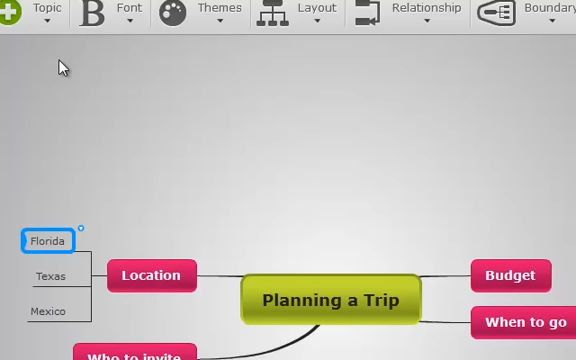 Topic
B Font
Themes
Layout
Relationship
Boundary
Florida
Texas
Mexico
Location
Planning a Trip
Budget
When to go
Who to invite